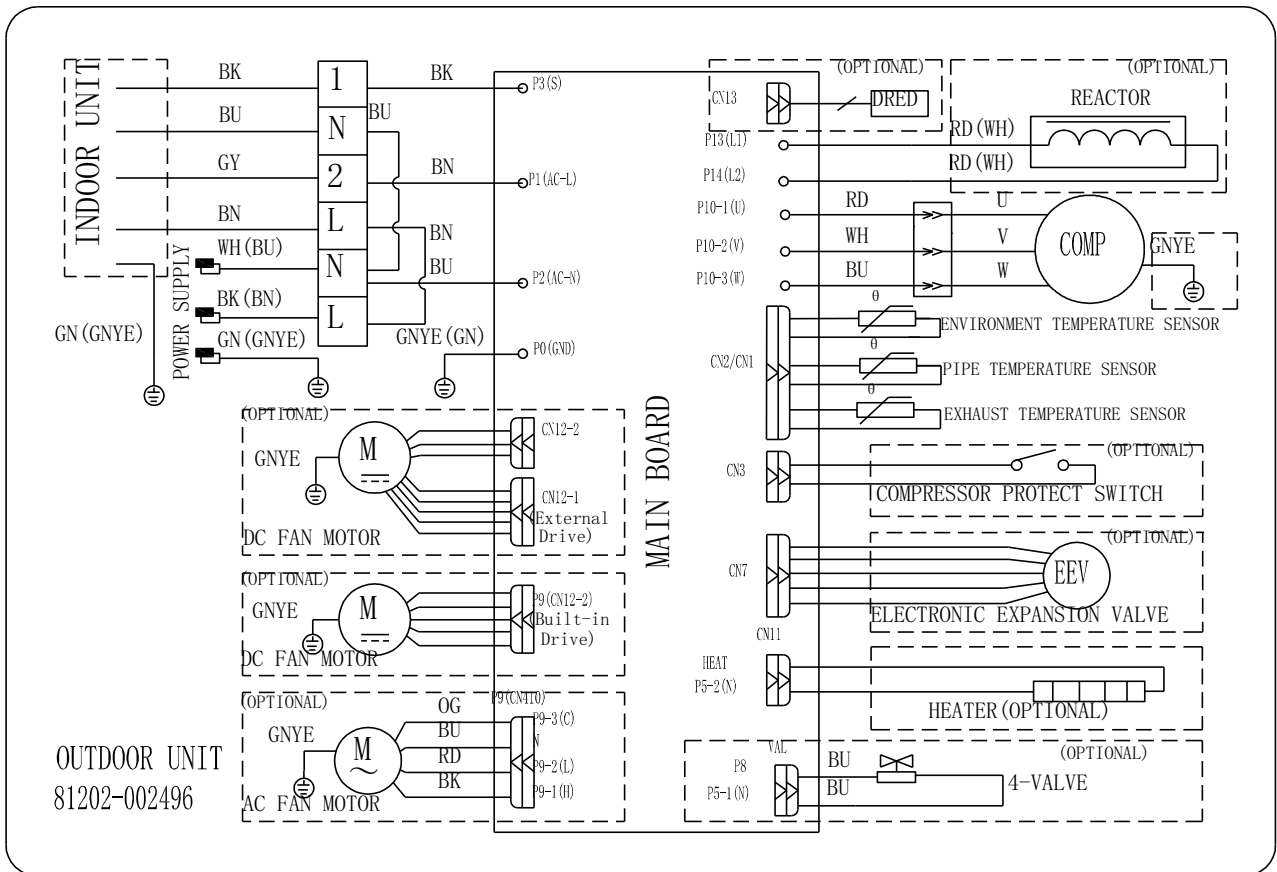 INDOOR UNIT
BK
BU
GY
BN
WH(BU)
BK(BN)
GN(GNYE)
GN(GNYE)
POWER SUPPLY
1
N
2
L
N
L
BK
BU
BN
BN
BU
GNYE(GN)
P3(S)
P1(AC-L)
P2(AC-N)
P0(GND)
MAIN BOARD
(OPTIONAL)
GNYE
M
DC FAN MOTOR
CN12-2
CN12-1
(External
Drive)
(OPTIONAL)
GNYE
M
DC FAN MOTOR
P9(CN12-2)
(Built-in
Drive)
(OPTIONAL)
GNYE
M
~
AC FAN MOTOR
OG
BU
RD
BK
P9(CN410)
P9-3(C)
N
P9-2(L)
P9-1(H)
OUTDOOR UNIT
81202-002496
(OPTIONAL)
CN13
DRED
(OPTIONAL)
REACTOR
P13(L1)
RD(WH)
P14(L2)
RD(WH)
P10-1(U)
RD
U
P10-2(V)
WH
V
P10-3(W)
BU
W
COMP
GNYE
CN2/CN1
θ
ENVIRONMENT TEMPERATURE SENSOR
θ
PIPE TEMPERATURE SENSOR
θ
EXHAUST TEMPERATURE SENSOR
CN3
(OPTIONAL)
COMPRESSOR PROTECT SWITCH
CN7
(OPTIONAL)
EEV
ELECTRONIC EXPANSION VALVE
CN11
HEAT
P5-2(N)
HEATER(OPTIONAL)
VAL
P8
P5-1(N)
BU
BU
(OPTIONAL)
4-VALVE